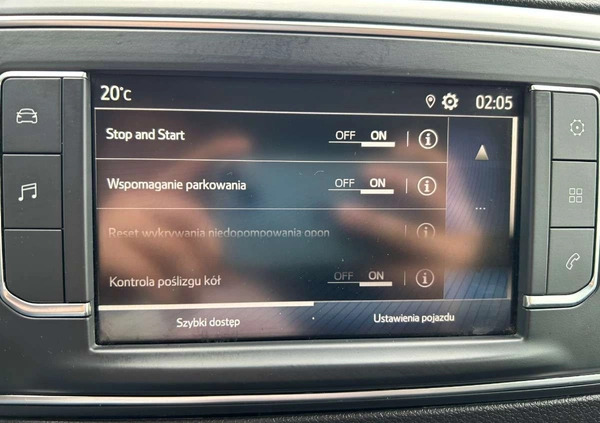 20°c 02:05
Stop and Start OFF ON
Wspomaganie parkowania OFF ON
Reset wykrywania niedopompowania opon
Kontrola poślizgu kół OFF ON
Szybki dostęp Ustawienia pojazdu